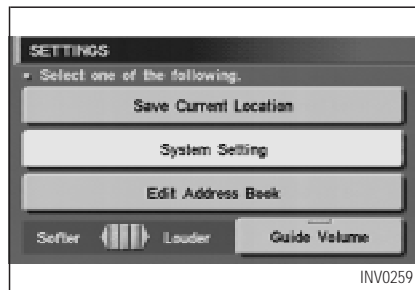 SETTINGS
Select one of the following.
Save Current Location
System Setting
Edit Address Book
Softer Louder Guide Volume
INV0259